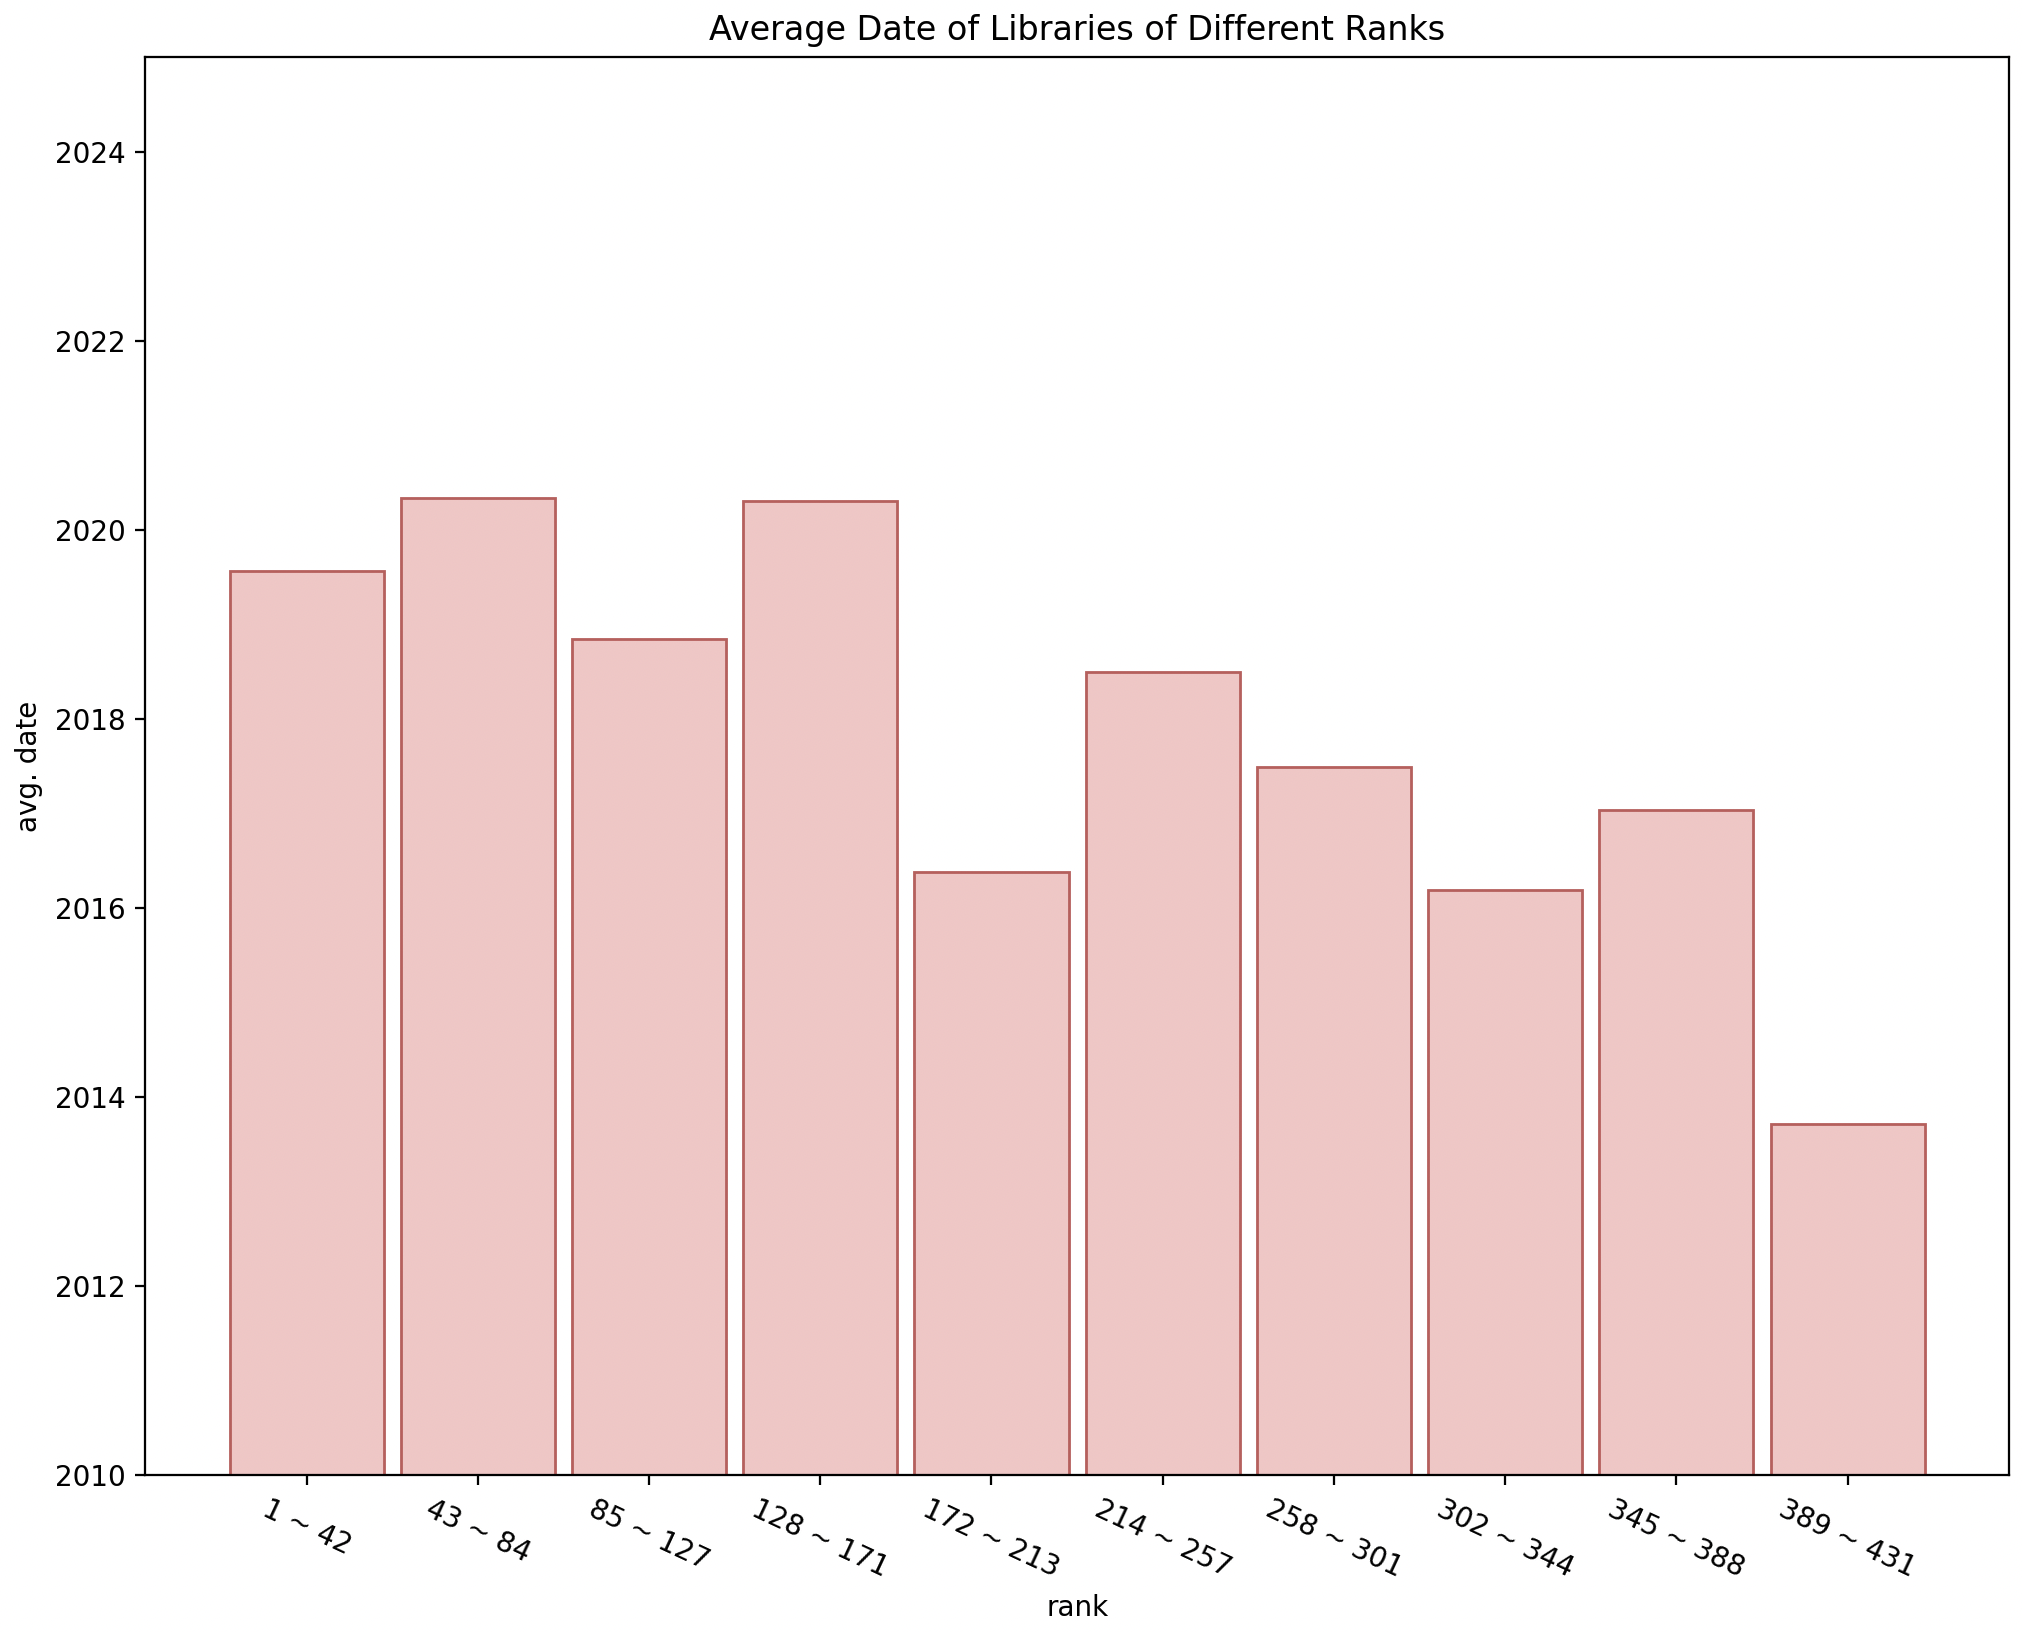 Average Date of Libraries of Different Ranks
avg. date
2024
2022
2020
2018
2016
2014
2012
2010
1 ~ 42
43 ~ 84
85 ~ 127
128 ~ 171
172 ~ 213
214 ~ 257
258 ~ 301
302 ~ 344
345 ~ 388
389 ~ 431
rank